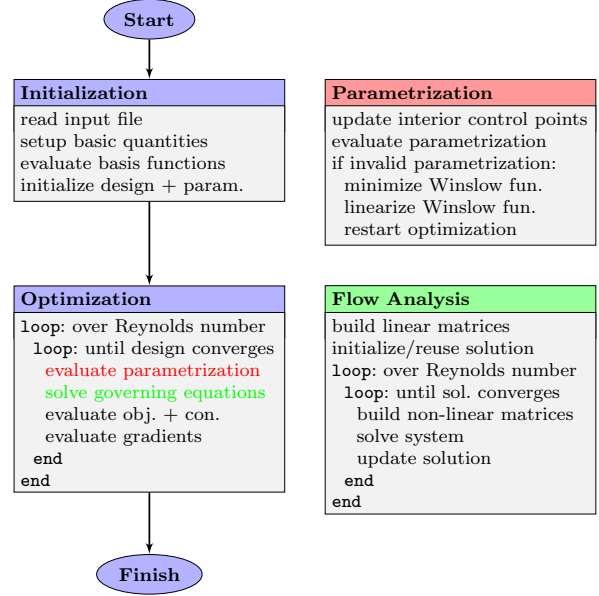 Start
Initialization
read input file
setup basic quantities
evaluate basis functions
initialize design + param.
Parametrization
update interior control points
evaluate parametrization
if invalid parametrization:
minimize Winslow fun.
linearize Winslow fun.
restart optimization
Optimization
loop: over Reynolds number
loop: until design converges
evaluate parametrization
solve governing equations
evaluate obj. + con.
evaluate gradients
end
end
Flow Analysis
build linear matrices
initialize/reuse solution
loop: over Reynolds number
loop: until sol. converges
build non-linear matrices
solve system
update solution
end
end
Finish